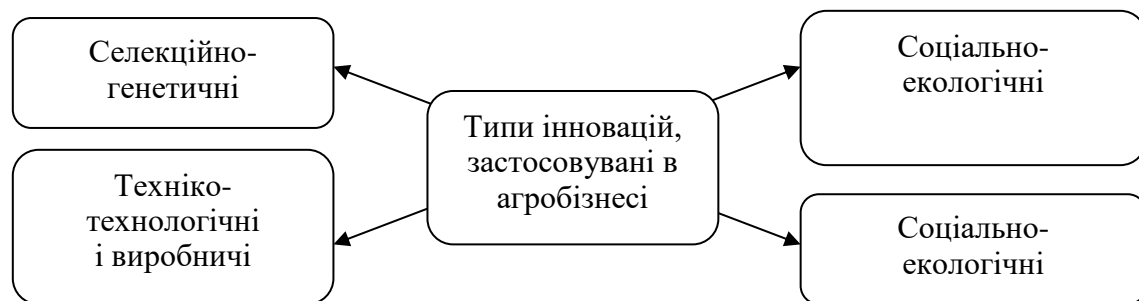 Селекційно-
генетичні
Техніко-
технологічні
і виробничі
Типи інновацій,
застосовувані в
агробізнесі
Соціально-
екологічні
Соціально-
екологічні